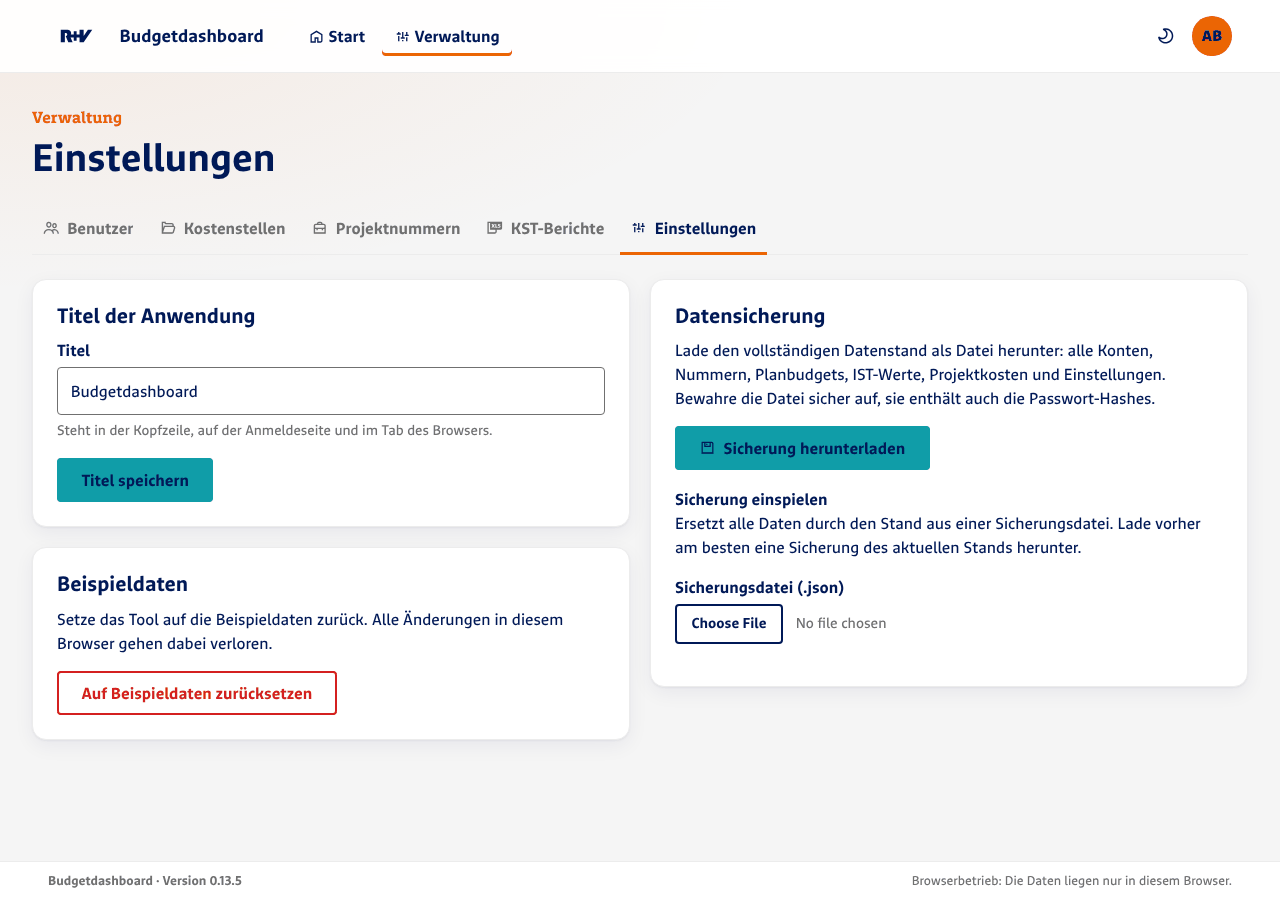 R+V Budgetdashboard Start Verwaltung AB
Verwaltung
Einstellungen
Benutzer Kostenstellen Projektnummern KST-Berichte Einstellungen
Titel der Anwendung
Titel
Budgetdashboard
Steht in der Kopfzeile, auf der Anmeldeseite und im Tab des Browsers.
Titel speichern
Beispieldaten
Setze das Tool auf die Beispieldaten zurück. Alle Änderungen in diesem
Browser gehen dabei verloren.
Auf Beispieldaten zurücksetzen
Datensicherung
Lade den vollständigen Datenstand als Datei herunter: alle Konten,
Nummern, Planbudgets, IST-Werte, Projektkosten und Einstellungen.
Bewahre die Datei sicher auf, sie enthält auch die Passwort-Hashes.
Sicherung herunterladen
Sicherung einspielen
Ersetzt alle Daten durch den Stand aus einer Sicherungsdatei. Lade vorher
am besten eine Sicherung des aktuellen Stands herunter.
Sicherungsdatei (.json)
Choose File No file chosen
Budgetdashboard · Version 0.13.5
Browserbetrieb: Die Daten liegen nur in diesem Browser.